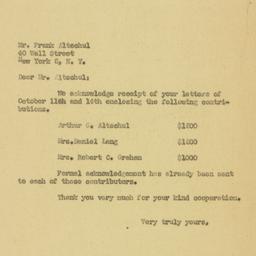 Mr. Frank Altschul
40 Wall Street
New York 5, N. Y.
Dear Mr. Altschul:
We acknowledge receipt of your letters of
October 11th and 14th enclosing the following contri-
butions.
Arthur G. Altschul $1200
Mrs.Daniel Lang $1200
Mrs. Robert C. Graham $1000
Formal acknowledgement has already been sent
to each of these contributors.
Thank you very much for your kind cooperation.
Very truly yours,